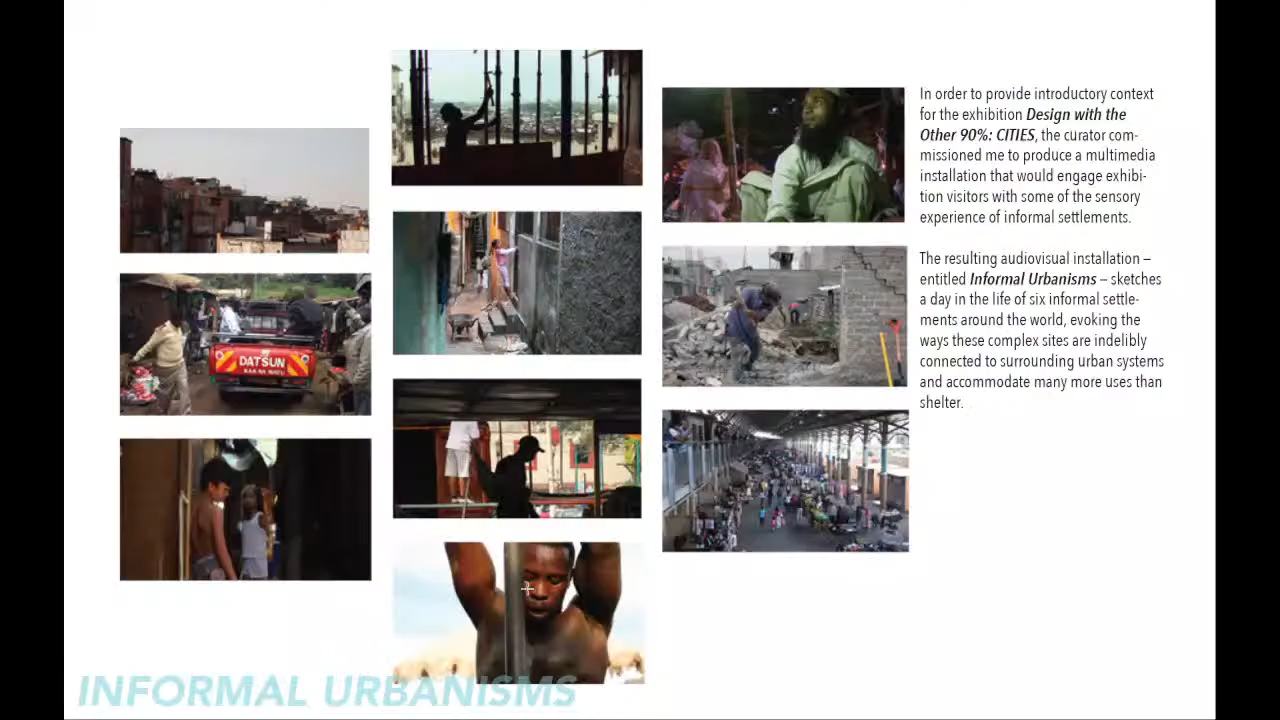 In order to provide introductory context
for the exhibition Design with the
Other 90%: CITIES, the curator com-
missioned me to produce a multimedia
installation that would engage exhibi-
tion visitors with some of the sensory
experience of informal settlements.
The resulting audiovisual installation –
entitled Informal Urbanisms – sketches
a day in the life of six informal settle-
ments around the world, evoking the
ways these complex sites are indelibly
connected to surrounding urban systems
and accommodate many more uses than
shelter.
DATSUN
INFORMAL URBANISMS